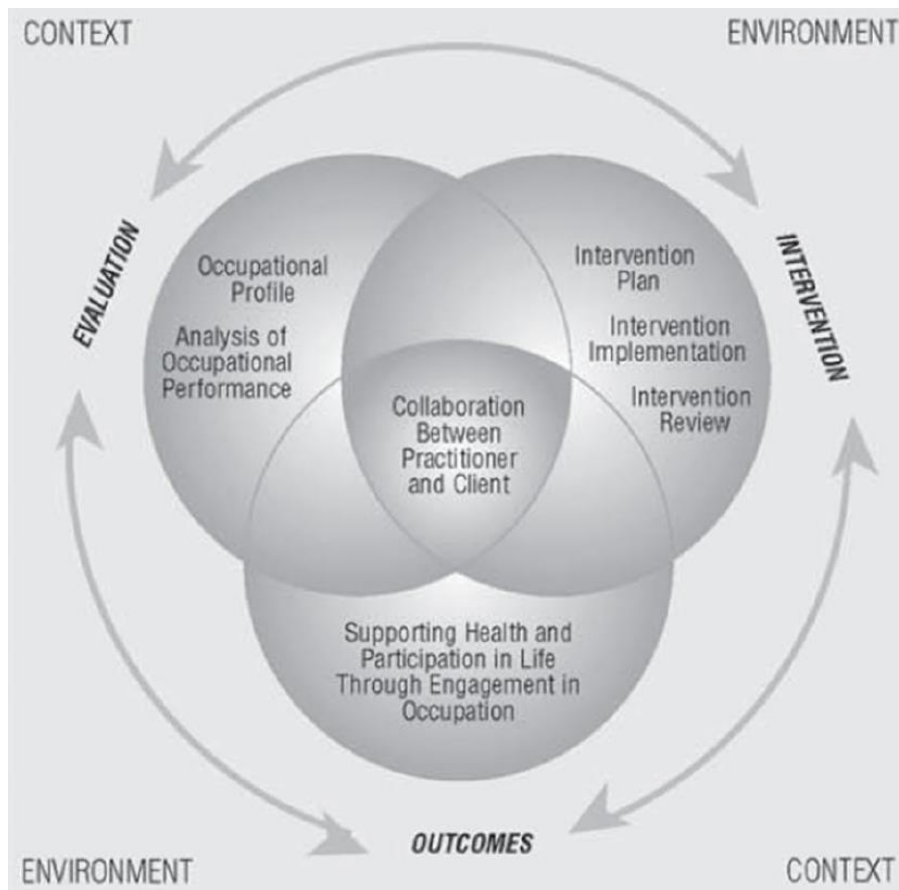 CONTEXT
ENVIRONMENT
EVALUATION
INTERVENTION
Occupational
Profile
Analysis of
Occupational
Performance
Intervention
Plan
Intervention
Implementation
Intervention
Review
Collaboration
Between
Practitioner
and Client
Supporting Health and
Participation in Life
Through Engagement in
Occupation
OUTCOMES
ENVIRONMENT
CONTEXT